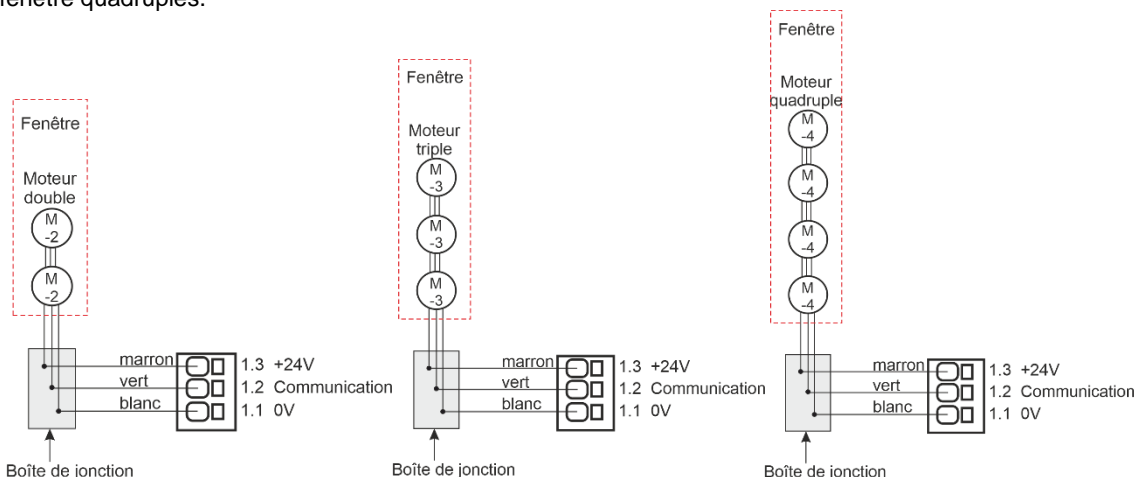 fenêtre quadruples.
Fenêtre
Moteur
double
M
-2
M
-2
marron
vert
blanc
1.3 +24V
1.2 Communication
1.1 0V
Boîte de jonction
Fenêtre
Moteur
triple
M
-3
M
-3
M
-3
marron
vert
blanc
1.3 +24V
1.2 Communication
1.1 0V
Boîte de jonction
Fenêtre
Moteur
quadruple
M
-4
M
-4
M
-4
M
-4
marron
vert
blanc
1.3 +24V
1.2 Communication
1.1 0V
Boîte de jonction